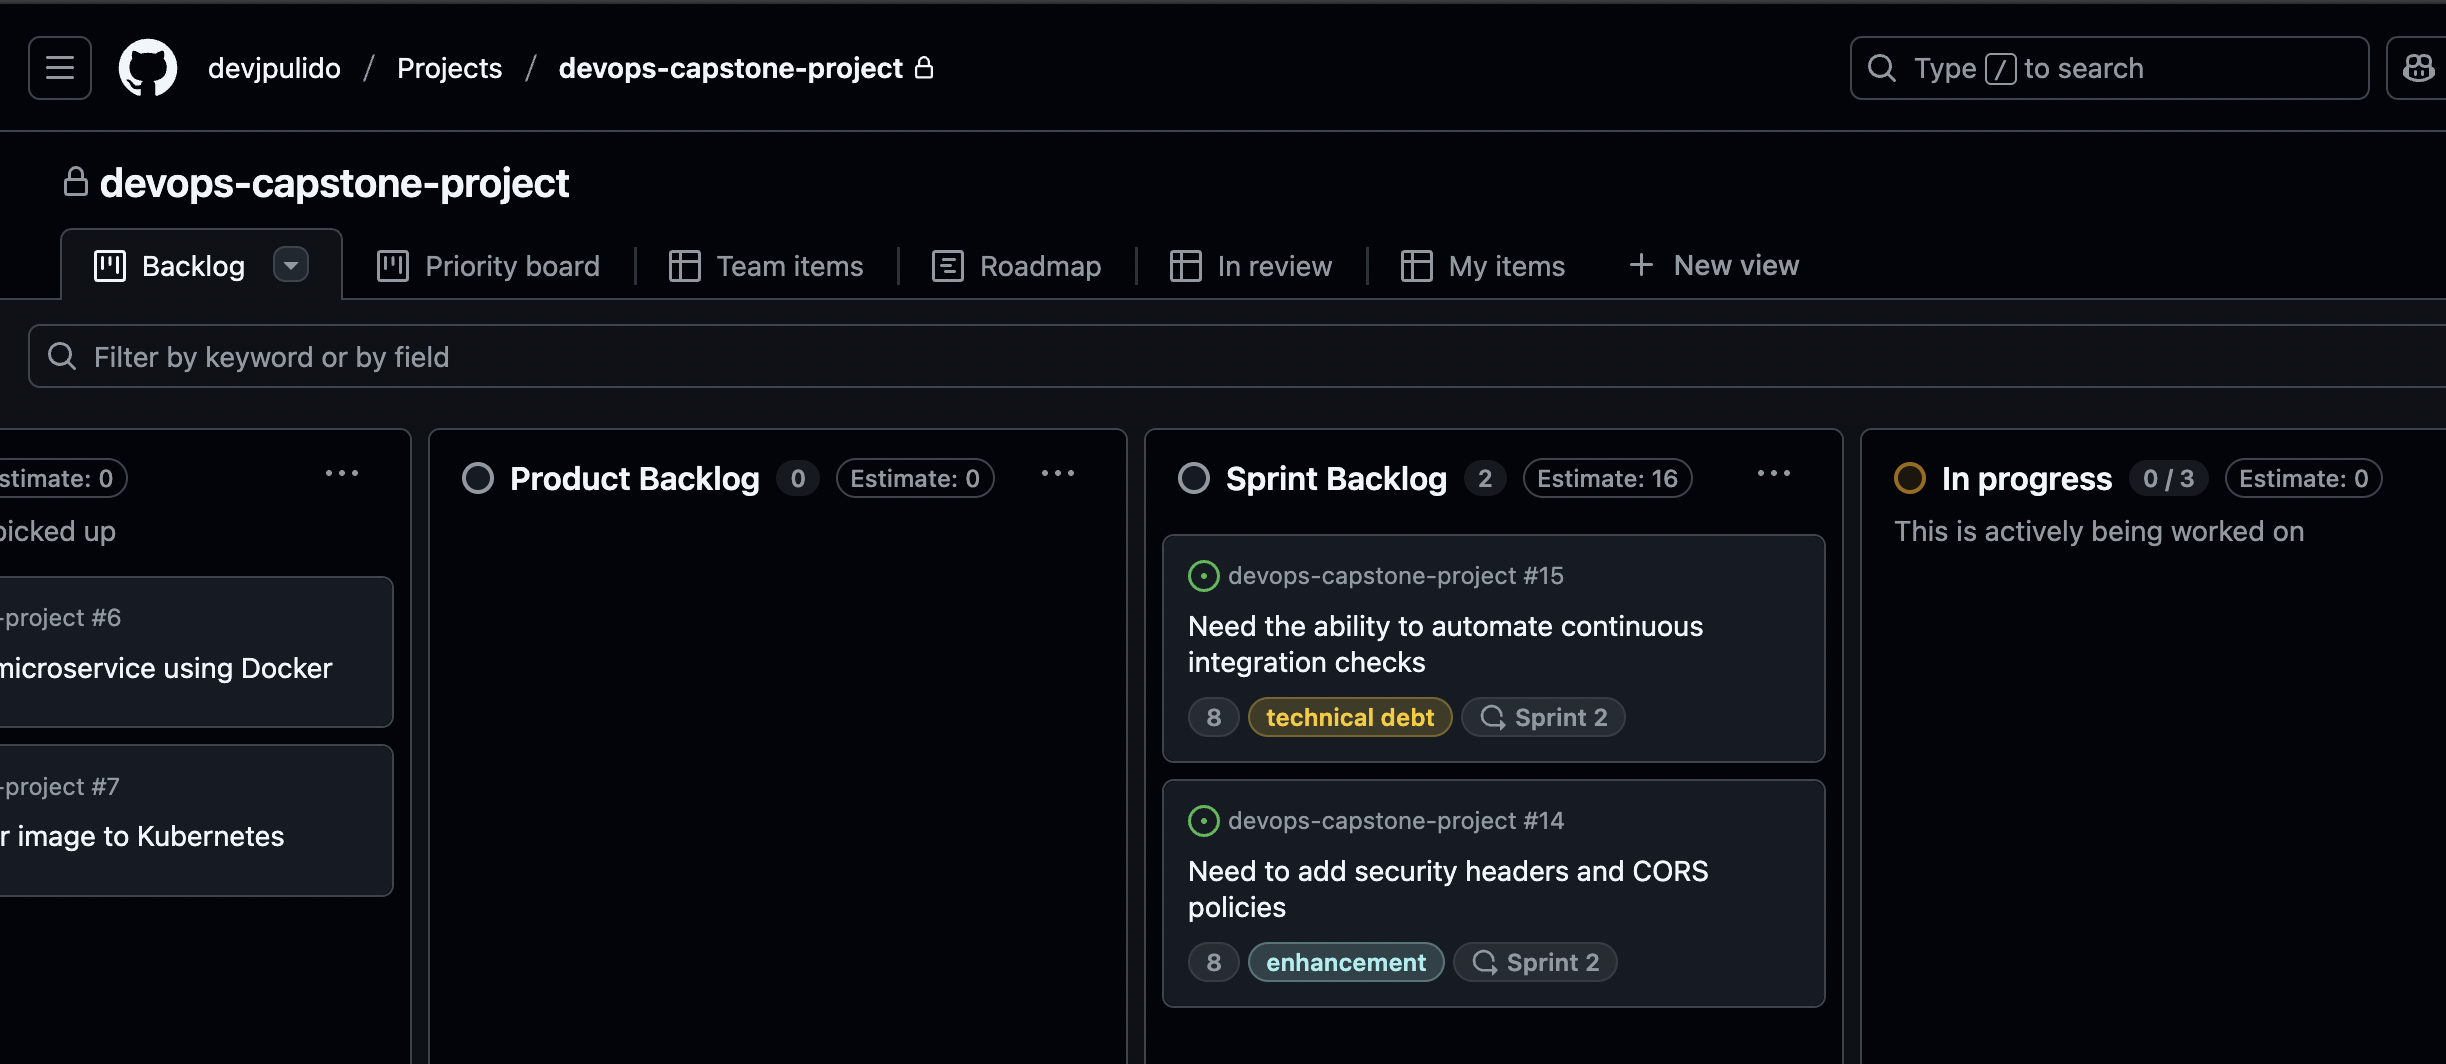 devjpulido / Projects / devops-capstone-project
Type / to search
devops-capstone-project
Backlog
Priority board
Team items
Roadmap
In review
My items
+ New view
Filter by keyword or by field
stimate: 0
picked up
-project #6
microservice using Docker
-project #7
r image to Kubernetes
Product Backlog 0 Estimate: 0
Sprint Backlog 2 Estimate: 16
devops-capstone-project #15
Need the ability to automate continuous
integration checks
8 technical debt Sprint 2
devops-capstone-project #14
Need to add security headers and CORS
policies
8 enhancement Sprint 2
In progress 0 / 3 Estimate: 0
This is actively being worked on